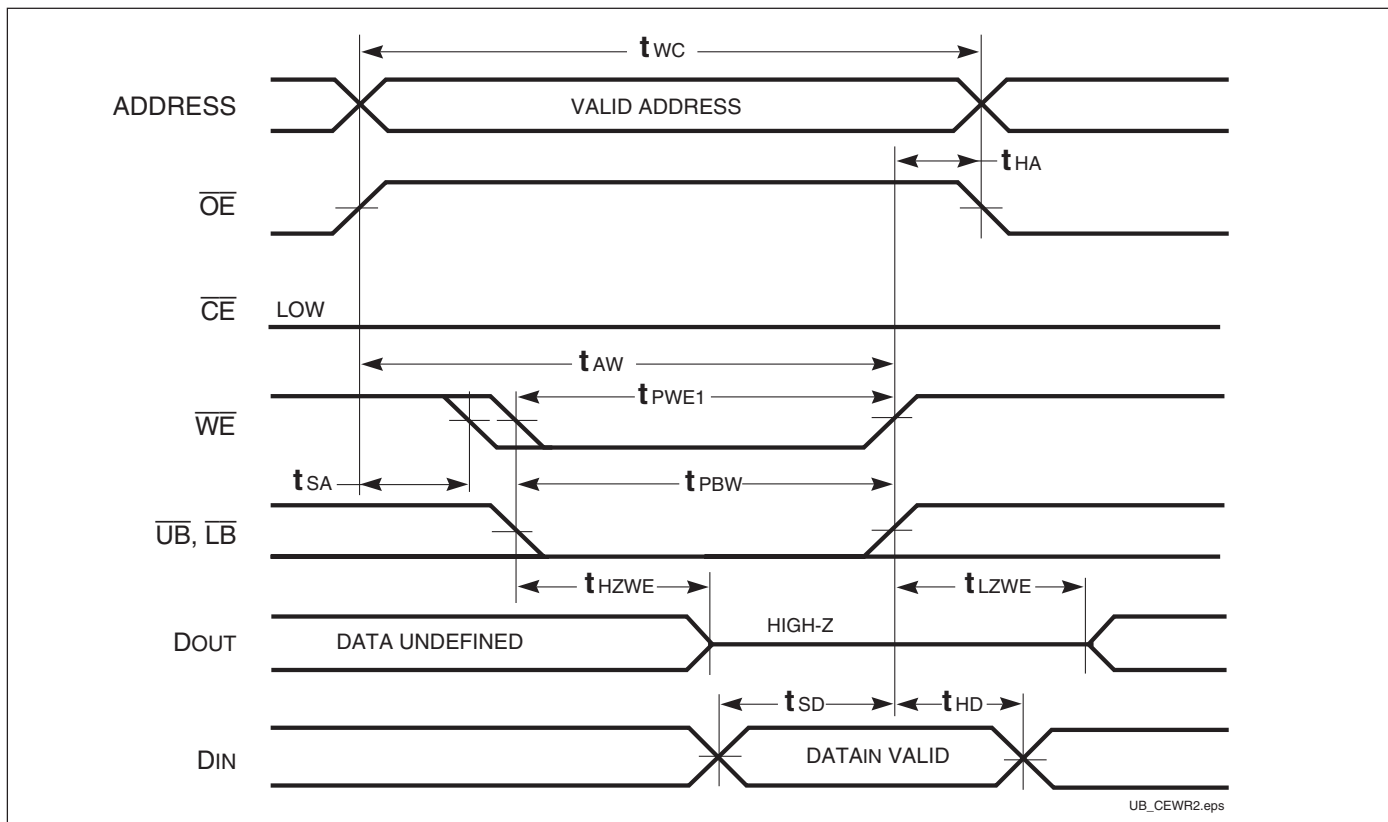 tWC
ADDRESS
VALID ADDRESS
tHA
OE
CE
LOW
tAW
tPWE1
WE
tSA
tPBW
UB, LB
tHZWE
tLZWE
HIGH-Z
DOUT
DATA UNDEFINED
tSD
tHD
DIN
DATAIN VALID
UB_CEWR2.eps